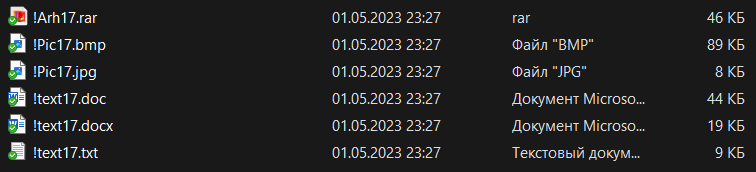 !Arh17.rar 01.05.2023 23:27 rar 46 КБ
!Pic17.bmp 01.05.2023 23:27 Файл "BMP" 89 КБ
!Pic17.jpg 01.05.2023 23:27 Файл "JPG" 8 КБ
!text17.doc 01.05.2023 23:27 Документ Microso... 44 КБ
!text17.docx 01.05.2023 23:27 Документ Microso... 19 КБ
!text17.txt 01.05.2023 23:27 Текстовый докум... 9 КБ